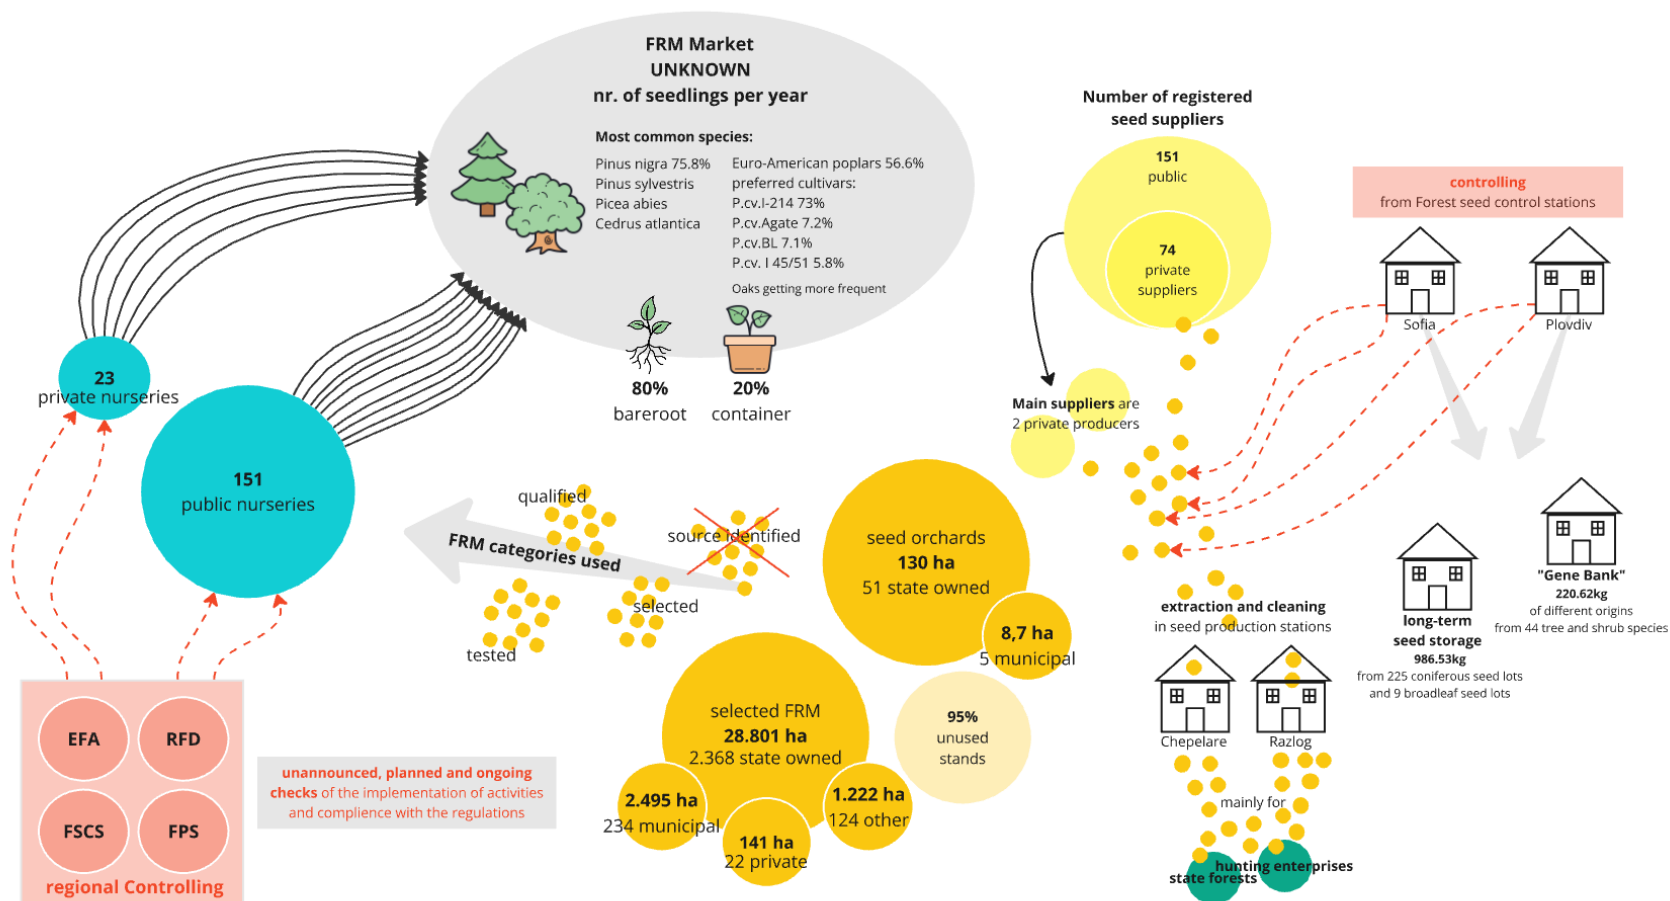 FRM Market
UNKNOWN
nr. of seedlings per year
Most common species:
Pinus nigra 75.8%
Pinus sylvestris
Picea abies
Cedrus atlantica
Euro-American poplars 56.6%
preferred cultivars:
P.cv.I-214 73%
P.cv.Agate 7.2%
P.cv.BL 7.1%
P.cv. I 45/51 5.8%
Oaks getting more frequent
80%
bareroot
20%
container
23
private nurseries
151
public nurseries
Number of registered
seed suppliers
151
public
74
private
suppliers
Main suppliers are
2 private producers
controlling
from Forest seed control stations
Sofia
Plovdiv
"Gene Bank"
220.62kg
of different origins
from 44 tree and shrub species
long-term
seed storage
986.53kg
from 225 coniferous seed lots
and 9 broadleaf seed lots
extraction and cleaning
in seed production stations
Chepelare
Razlog
mainly for
hunting enterprises
state forests
qualified
source identified
FRM categories used
selected
tested
seed orchards
130 ha
51 state owned
8,7 ha
5 municipal
selected FRM
28.801 ha
2.368 state owned
2.495 ha
234 municipal
141 ha
22 private
1.222 ha
124 other
95%
unused
stands
EFA
RFD
FSCS
FPS
regional Controlling
unannounced, planned and ongoing
checks of the implementation of activities
and complience with the regulations